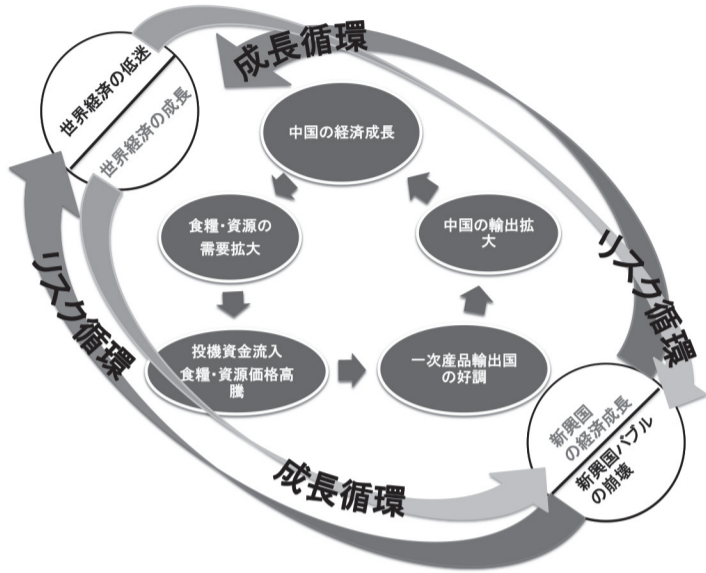 成長循環
世界経済の低迷
世界経済の成長
中国の経済成長
食糧・資源の
需要拡大
中国の輸出拡
大
リスク循環
リスク循環
投機資金流入
食糧・資源価格高
騰
一次産品輸出国
の好調
新興国
の経済成長
新興国バブル
の崩壊
成長循環